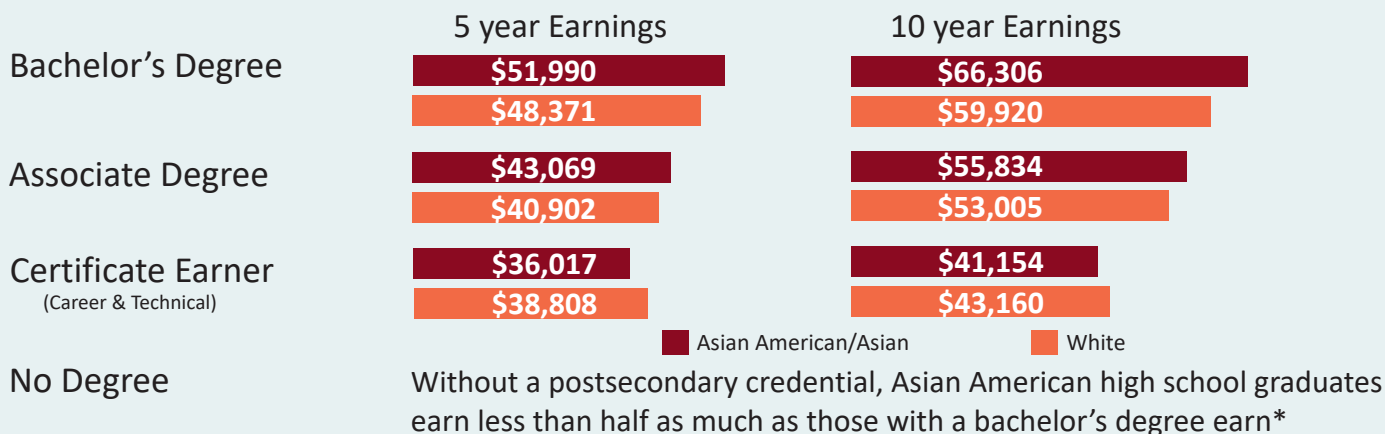 5 year Earnings
10 year Earnings
Bachelor’s Degree
$51,990
$66,306
$48,371
$59,920
Associate Degree
$43,069
$55,834
$40,902
$53,005
Certificate Earner
(Career & Technical)
$36,017
$41,154
$38,808
$43,160
Asian American/Asian
White
No Degree
Without a postsecondary credential, Asian American high school graduates
earn less than half as much as those with a bachelor’s degree earn*